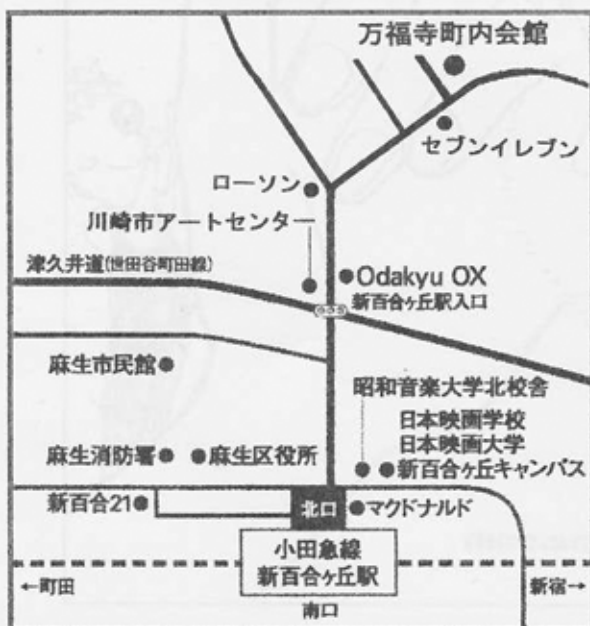 万福寺町内会館
セブンイレブン
ローソン
川崎市アートセンター
津久井道(世田谷町田線)
Odakyu OX
新百合ヶ丘駅入口
麻生市民館
昭和音楽大学北校舎
日本映画学校
日本映画大学
新百合ヶ丘キャンパス
麻生消防署
麻生区役所
新百合21
北口
マクドナルド
小田急線
新百合ヶ丘駅
←町田
新宿→
南口